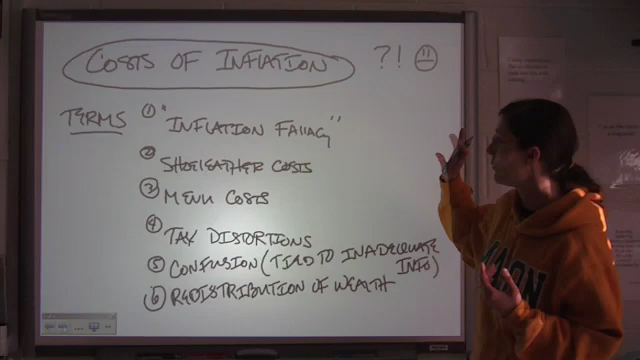 COSTS OF INFLATION ?!
TERMS ① "INFLATION FALLACY"
② SHOELEATHER COSTS
③ MENU COSTS
④ TAX DISTORTIONS
⑤ CONFUSION (TIED TO INADEQUATE
INFO)
⑥ REDISTRIBUTION OF WEALTH
MASON